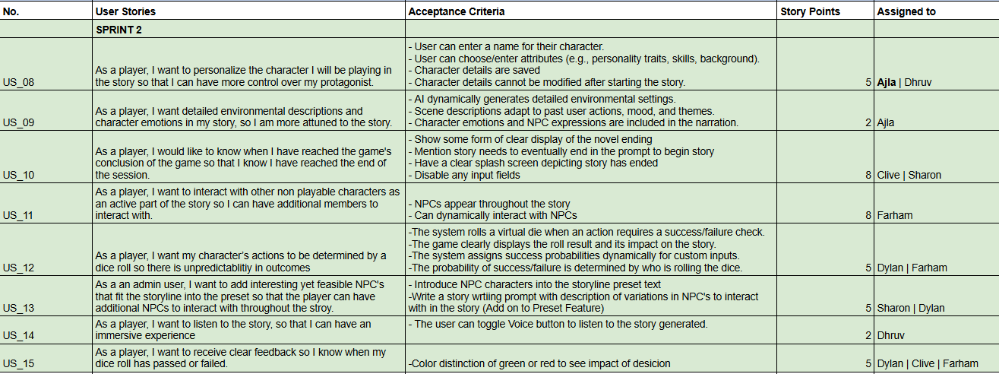 No. User Stories Acceptance Criteria Story Points Assigned to
SPRINT 2
- User can enter a name for their character.
- User can choose/enter attributes (e.g., personality traits, skills, background).
As a player, I want to personalize the character I will be playing in - Character details are saved
US_08 the story so that I can have more control over my protagonist. - Character details cannot be modified after starting the story. 5 Ajla | Dhruv
- AI dynamically generates detailed environmental settings.
As a player, I want detailed environmental descriptions and - Scene descriptions adapt to past user actions, mood, and themes.
US_09 character emotions in my story, so I am more attuned to the story. - Character emotions and NPC expressions are included in the narration. 2 Ajla
- Show some form of clear display of the novel ending
As a player, I would like to know when I have reached the game's - Mention story needs to eventually end in the prompt to begin story
conclusion of the game so that I know I have reached the end of - Have a clear splash screen depicting story has ended
US_10 the session. - Disable any input fields 8 Clive | Sharon
As a player, I want to interact with other non playable characters as
an active part of the story so I can have additional members to - NPCs appear throughout the story
US_11 interact with. - Can dynamically interact with NPCs 8 Farham
-The system rolls a virtual die when an action requires a success/failure check.
-The game clearly displays the roll result and its impact on the story.
As a player, I want my character’s actions to be determined by a -The system assigns success probabilities dynamically for custom inputs.
US_12 dice roll so there is unpredictablitiy in outcomes -The probability of success/failure is determined by who is rolling the dice. 5 Dylan | Farham
As a an admin user, I want to add interesting yet feasible NPC's - Introduce NPC characters into the storyline preset text
that fit the storyline into the preset so that the player can have -Write a story wrtiing prompt with description of variations in NPC's to interact
US_13 additional NPCs to interact with throughout the stroy. with in the story (Add on to Preset Feature) 5 Sharon | Dylan
As a player, I want to listen to the story, so that I can have an - The user can toggle Voice button to listen to the story generated.
US_14 immersive experience 2 Dhruv
As a player, I want to receive clear feedback so I know when my
US_15 dice roll has passed or failed. -Color distinction of green or red to see impact of desicion 5 Dylan | Clive | Farham